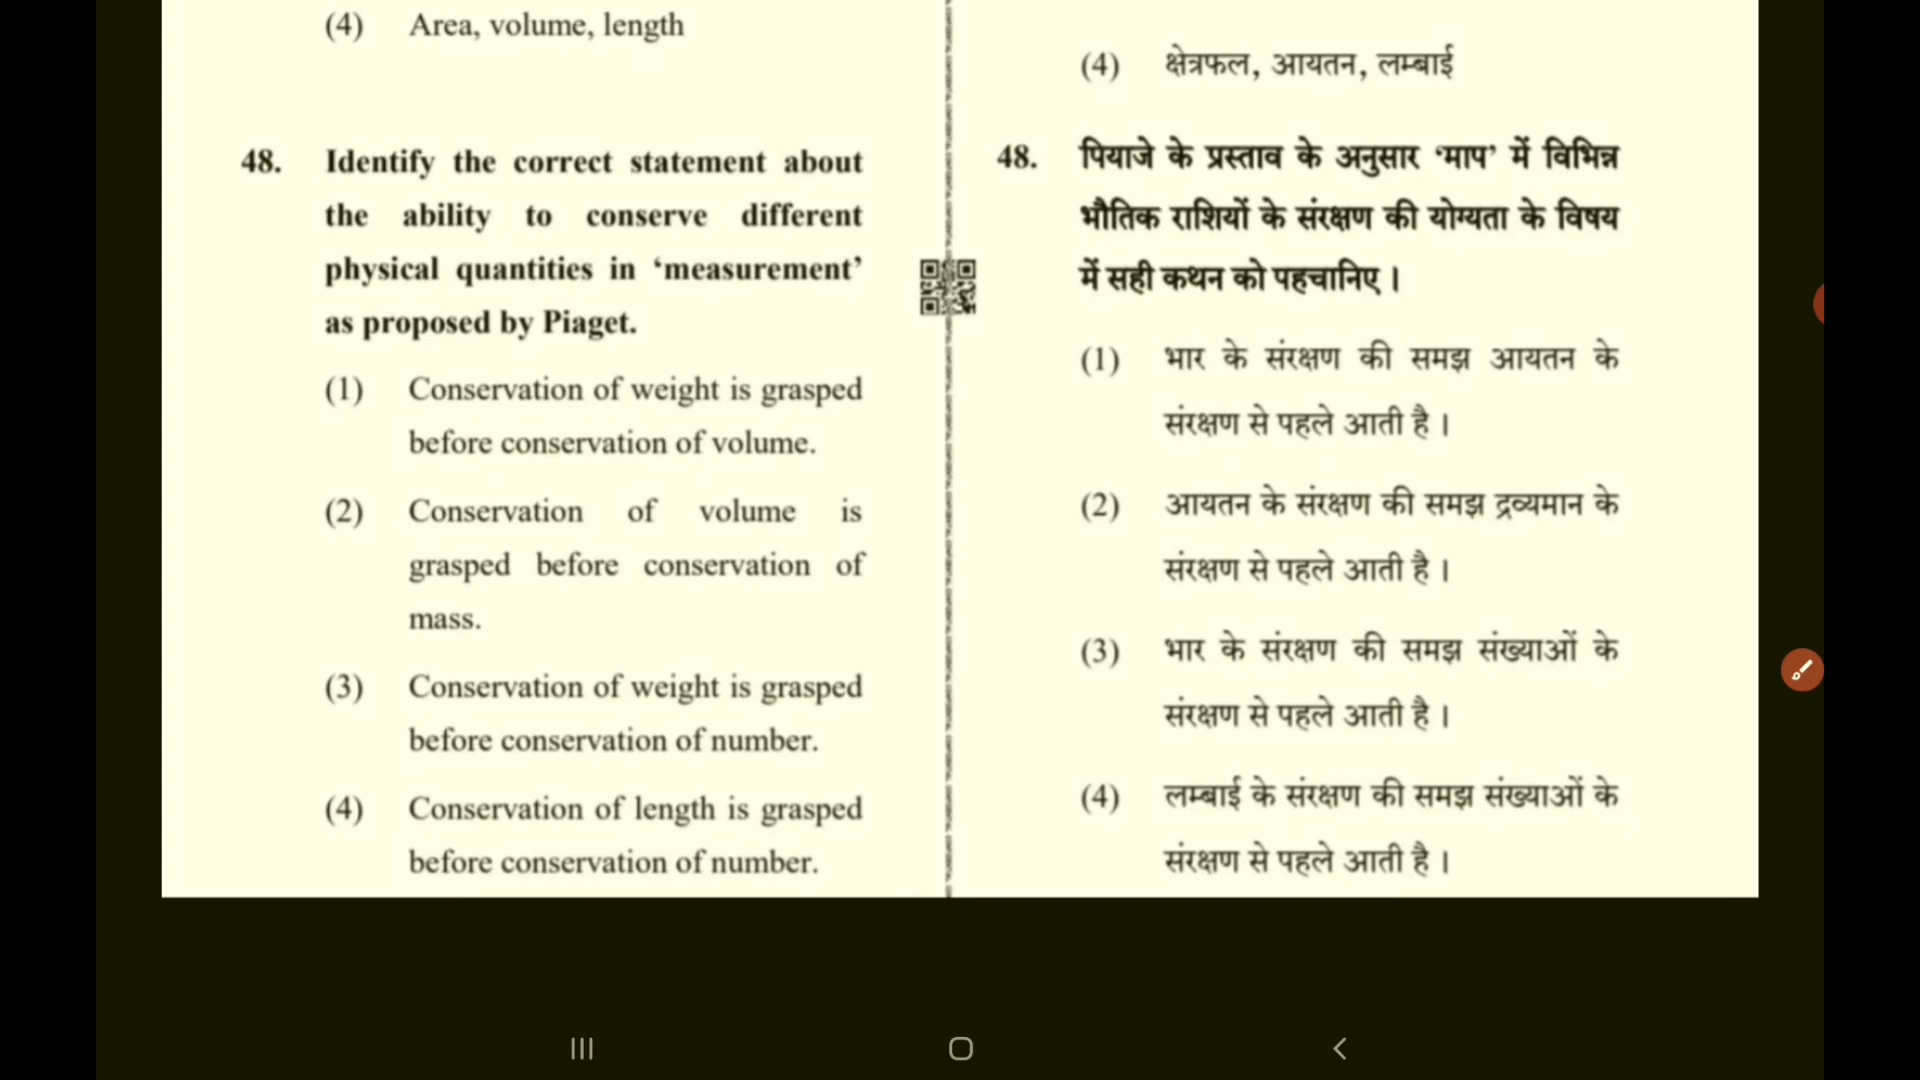 (4) Area, volume, length
48. Identify the correct statement about
the ability to conserve different
physical quantities in ‘measurement’
as proposed by Piaget.
(1) Conservation of weight is grasped
before conservation of volume.
(2) Conservation of volume is
grasped before conservation of
mass.
(3) Conservation of weight is grasped
before conservation of number.
(4) Conservation of length is grasped
before conservation of number.
(4) क्षेत्रफल, आयतन, लम्बाई
48. पियाजे के प्रस्ताव के अनुसार ‘माप’ में विभिन्न
भौतिक राशियों के संरक्षण की योग्यता के विषय
में सही कथन को पहचानिए ।
(1) भार के संरक्षण की समझ आयतन के
संरक्षण से पहले आती है ।
(2) आयतन के संरक्षण की समझ द्रव्यमान के
संरक्षण से पहले आती है ।
(3) भार के संरक्षण की समझ संख्याओं के
संरक्षण से पहले आती है ।
(4) लम्बाई के संरक्षण की समझ संख्याओं के
संरक्षण से पहले आती है ।